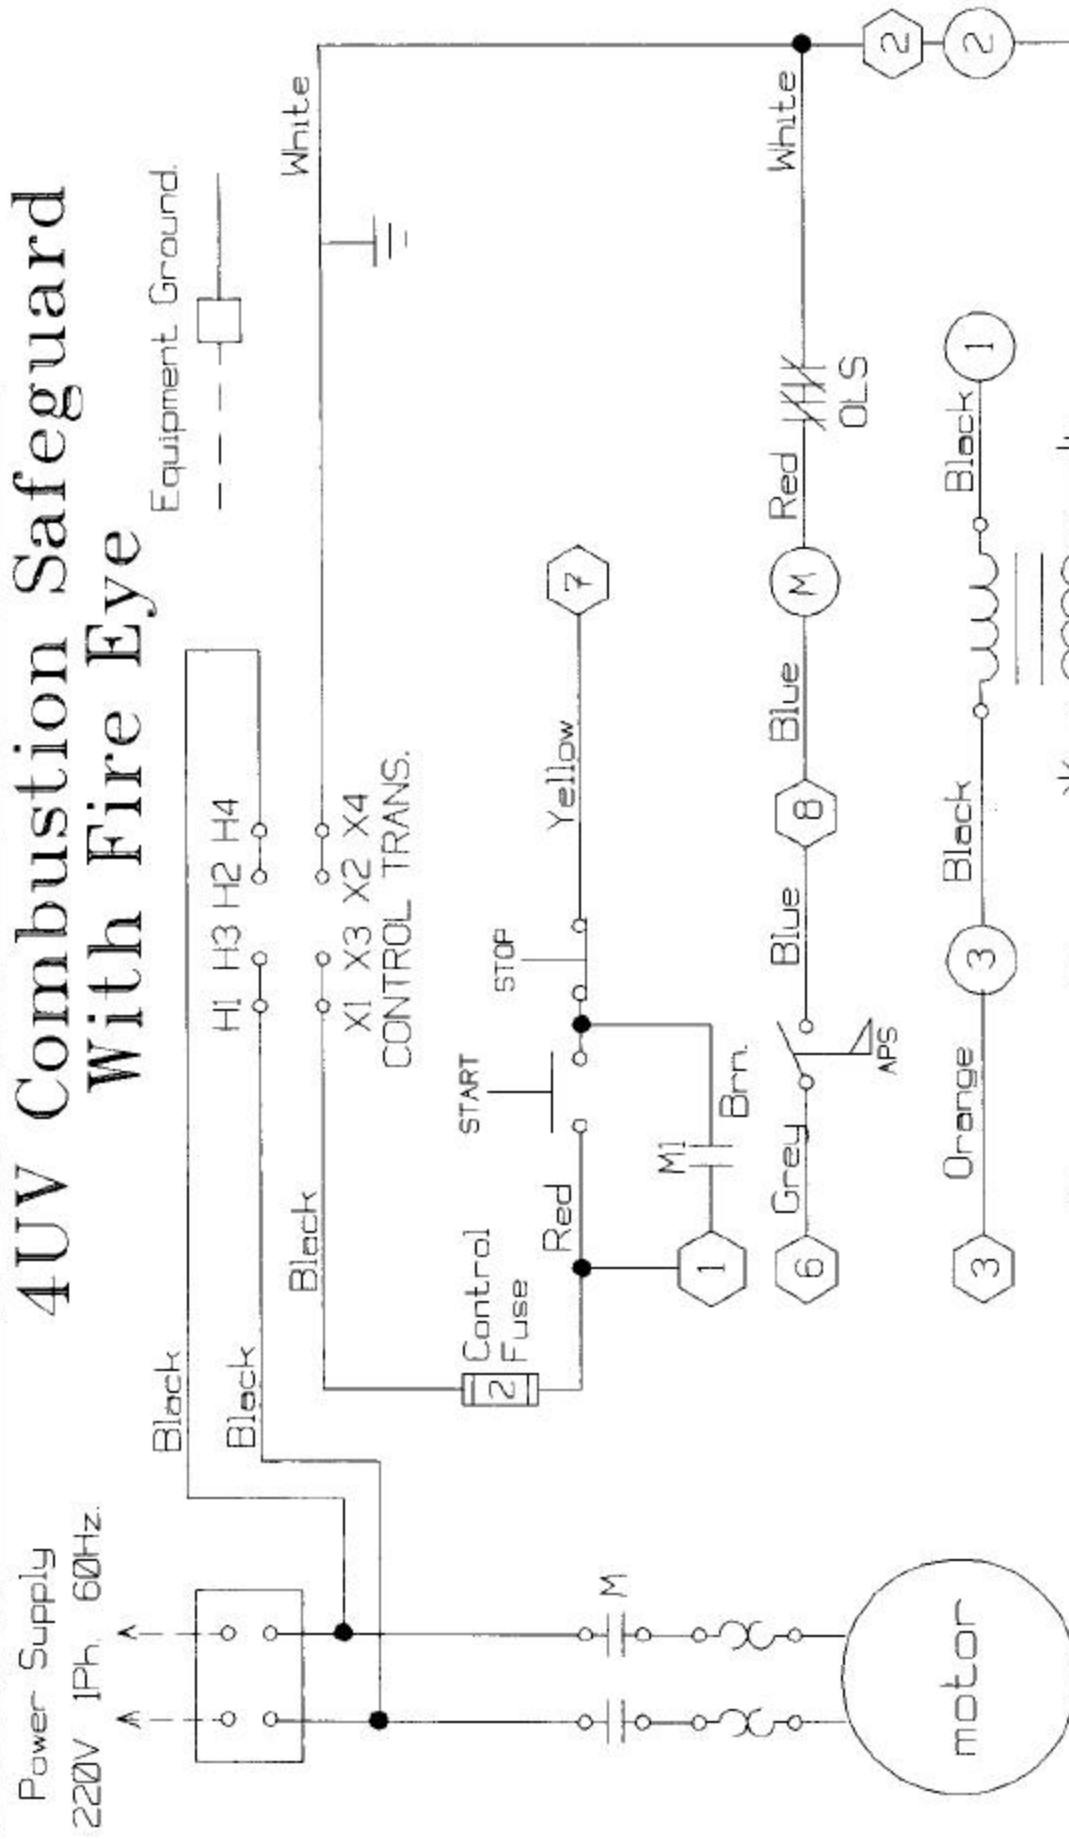 4UV Combustion Safeguard
With Fire Eye
Power Supply
220V 1Ph. 60Hz.
Equipment Ground.
Black
Black
H1 H3 H2 H4
White
Black
X1 X3 X2 X4
CONTROL TRANS.
Control
Fuse
2
START
STOP
Red
Yellow
7
M1
Brn.
1
M
6
Grey
APS
Blue
8
Blue
M
Red
OLS
White
2
2
3
Orange
3
Black
Black
1
motor